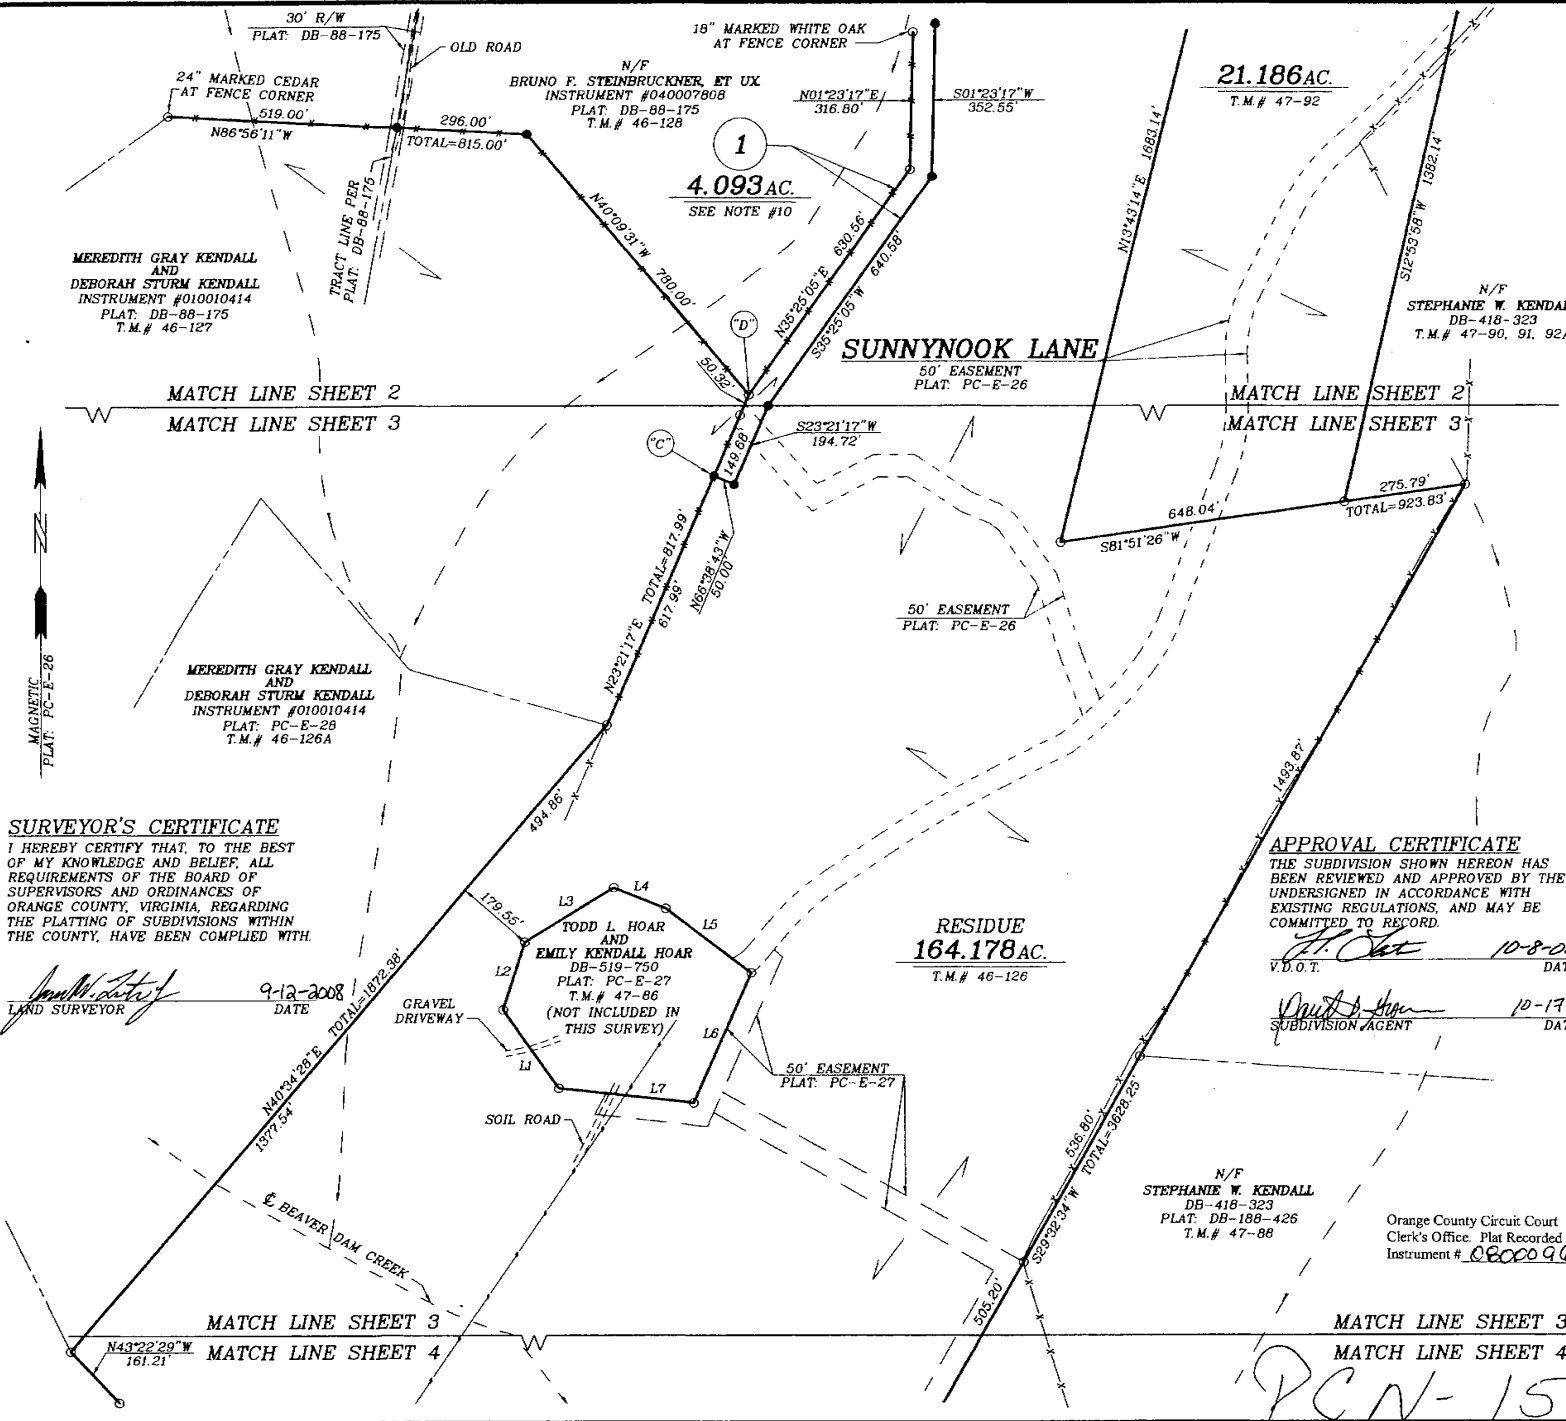 30' R/W
PLAT: DB-88-175
OLD ROAD
24" MARKED CEDAR
AT FENCE CORNER
519.00'
N86°56'11"W
296.00'
TOTAL=815.00'
N/F
BRUNO F. STEINBRUCKNER, ET UX
INSTRUMENT #040007808
PLAT: DB-88-175
T.M.# 46-128
18" MARKED WHITE OAK
AT FENCE CORNER
N01°23'17"E
316.80'
S01°23'17"W
352.55'
1
4.093AC.
SEE NOTE #10
21.186AC.
T.M.# 47-92
N13°43'14"E 1683.14'
S12°53'58"W 1382.14'
TRACT LINE PER
PLAT: DB-88-175
MEREDITH GRAY KENDALL
AND
DEBORAH STURM KENDALL
INSTRUMENT #010010414
PLAT: DB-88-175
T.M.# 46-127
N40°09'31"W 780.00'
N35°25'05"E 630.56'
S35°25'05"W 640.58'
"D"
50.32'
SUNNYNOOK LANE
50' EASEMENT
PLAT: PC-E-26
N/F
STEPHANIE W. KENDAL
DB-418-323
T.M.# 47-90, 91, 92
MATCH LINE SHEET 2
MATCH LINE SHEET 3
MATCH LINE SHEET 2
MATCH LINE SHEET 3
"C"
149.68'
S23°21'17"W
194.72'
275.79'
TOTAL=923.83'
648.04'
S81°51'26"W
N66°38'43"W
50.00'
N23°21'17"E TOTAL=817.99'
617.99'
50' EASEMENT
PLAT: PC-E-26
MAGNETIC
PLAT: PC-E-26
MEREDITH GRAY KENDALL
AND
DEBORAH STURM KENDALL
INSTRUMENT #010010414
PLAT: PC-E-28
T.M.# 46-126A
494.86'
1493.87'
SURVEYOR'S CERTIFICATE
I HEREBY CERTIFY THAT, TO THE BEST
OF MY KNOWLEDGE AND BELIEF, ALL
REQUIREMENTS OF THE BOARD OF
SUPERVISORS AND ORDINANCES OF
ORANGE COUNTY, VIRGINIA, REGARDING
THE PLATTING OF SUBDIVISIONS WITHIN
THE COUNTY, HAVE BEEN COMPLIED WITH.
9-12-2008
LAND SURVEYOR DATE
179.55'
L3
L4
L5
L2
L1
L6
L7
TODD L. HOAR
AND
EMILY KENDALL HOAR
DB-519-750
PLAT: PC-E-27
T.M.# 47-86
(NOT INCLUDED IN
THIS SURVEY)
GRAVEL
DRIVEWAY
SOIL ROAD
RESIDUE
164.178AC.
T.M.# 46-126
APPROVAL CERTIFICATE
THE SUBDIVISION SHOWN HEREON HAS
BEEN REVIEWED AND APPROVED BY THE
UNDERSIGNED IN ACCORDANCE WITH
EXISTING REGULATIONS, AND MAY BE
COMMITTED TO RECORD.
10-8-0
V.D.O.T. DAT
10-17
SUBDIVISION AGENT DAT
50' EASEMENT
PLAT: PC-E-27
N40°34'28"E TOTAL=1872.38'
1377.54'
536.80'
S29°32'34"W TOTAL=3628.25'
505.20'
N/F
STEPHANIE W. KENDALL
DB-418-323
PLAT: DB-188-426
T.M.# 47-88
Orange County Circuit Court
Clerk's Office. Plat Recorded
Instrument # 0800096
℄ BEAVER DAM CREEK
N43°22'29"W
161.21'
MATCH LINE SHEET 3
MATCH LINE SHEET 4
MATCH LINE SHEET 3
MATCH LINE SHEET 4
PCN-15